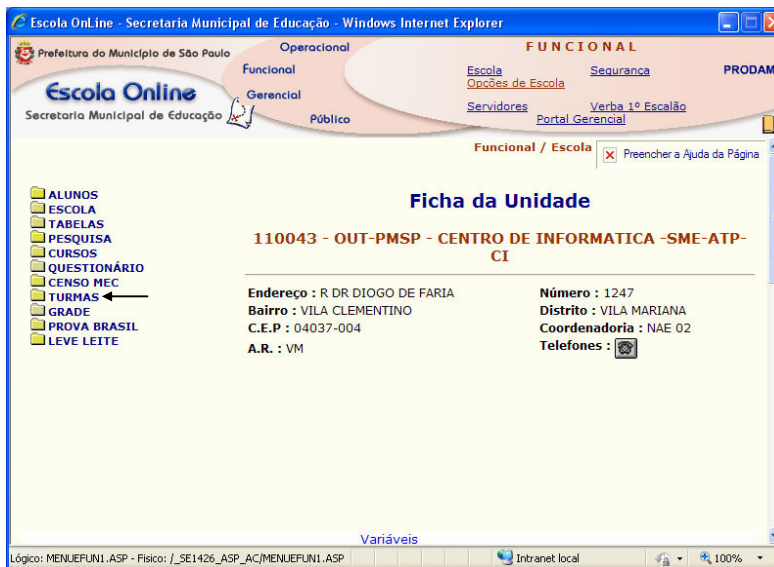 Escola OnLine - Secretaria Municipal de Educação - Windows Internet Explorer
Prefeitura do Município de São Paulo
Escola Online
Secretaria Municipal de Educação
Operacional
Funcional
Gerencial
Público
FUNCIONAL
Escola
Segurança
PRODAM
Opções de Escola
Servidores
Verba 1º Escalão
Portal Gerencial
Funcional / Escola
Preencher a Ajuda da Página
ALUNOS
ESCOLA
TABELAS
PESQUISA
CURSOS
QUESTIONÁRIO
CENSO MEC
TURMAS
GRADE
PROVA BRASIL
LEVE LEITE
Ficha da Unidade
110043 - OUT-PMSP - CENTRO DE INFORMATICA -SME-ATP-
CI
Endereço : R DR DIOGO DE FARIA
Número : 1247
Bairro : VILA CLEMENTINO
Distrito : VILA MARIANA
C.E.P : 04037-004
Coordenadoria : NAE 02
A.R. : VM
Telefones :
Variáveis
Lógico: MENUEFUN1.ASP - Fisico: /_SE1426_ASP_AC/MENUEFUN1.ASP
Intranet local
100%